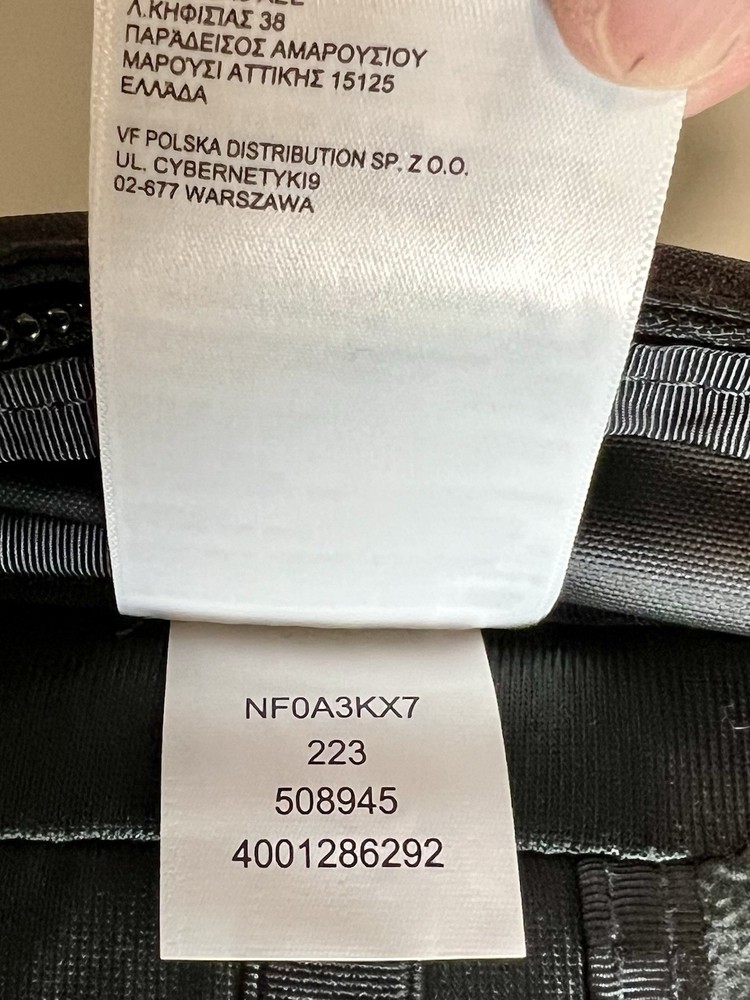 Λ.ΚΗΦΙΣΙΑΣ 38
ΠΑΡΑΔΕΙΣΟΣ ΑΜΑΡΟΥΣΙΟΥ
ΜΑΡΟΥΣΙ ΑΤΤΙΚΗΣ 15125
ΕΛΛΑΔΑ
VF POLSKA DISTRIBUTION SP. Z O.O.
UL. CYBERNETYKI9
02-677 WARSZAWA
NF0A3KX7
223
508945
4001286292